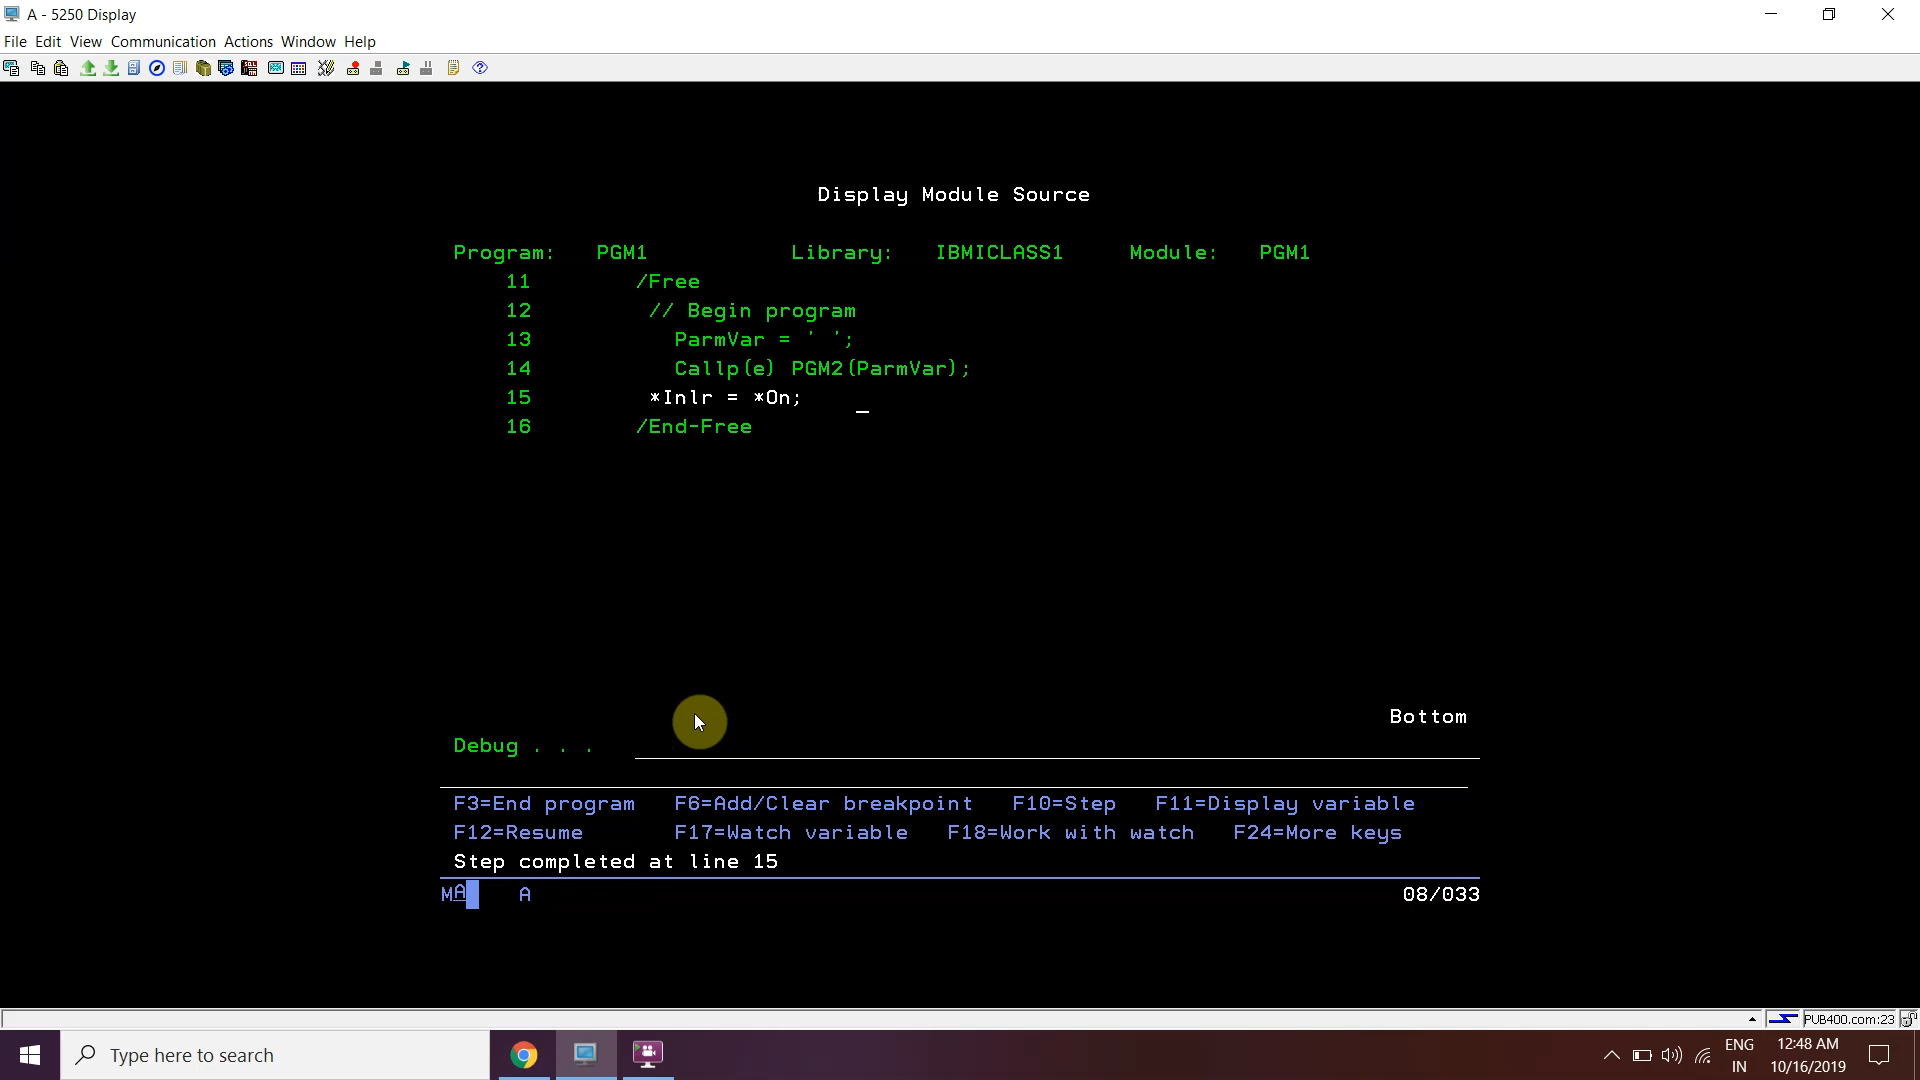 A - 5250 Display
File Edit View Communication Actions Window Help
Display Module Source
Program: PGM1 Library: IBMICLASS1 Module: PGM1
11 /Free
12 // Begin program
13 ParmVar = ' ';
14 Callp(e) PGM2(ParmVar);
15 *Inlr = *On;
16 /End-Free
Bottom
Debug . . .
F3=End program F6=Add/Clear breakpoint F10=Step F11=Display variable
F12=Resume F17=Watch variable F18=Work with watch F24=More keys
Step completed at line 15
MA A 08/033
PUB400.com:23
Type here to search
ENG 12:48 AM
IN 10/16/2019